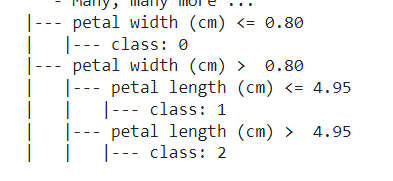 - Many, many more ...
|--- petal width (cm) <= 0.80
|   |--- class: 0
|--- petal width (cm) >  0.80
|   |--- petal length (cm) <= 4.95
|   |   |--- class: 1
|   |--- petal length (cm) >  4.95
|   |   |--- class: 2